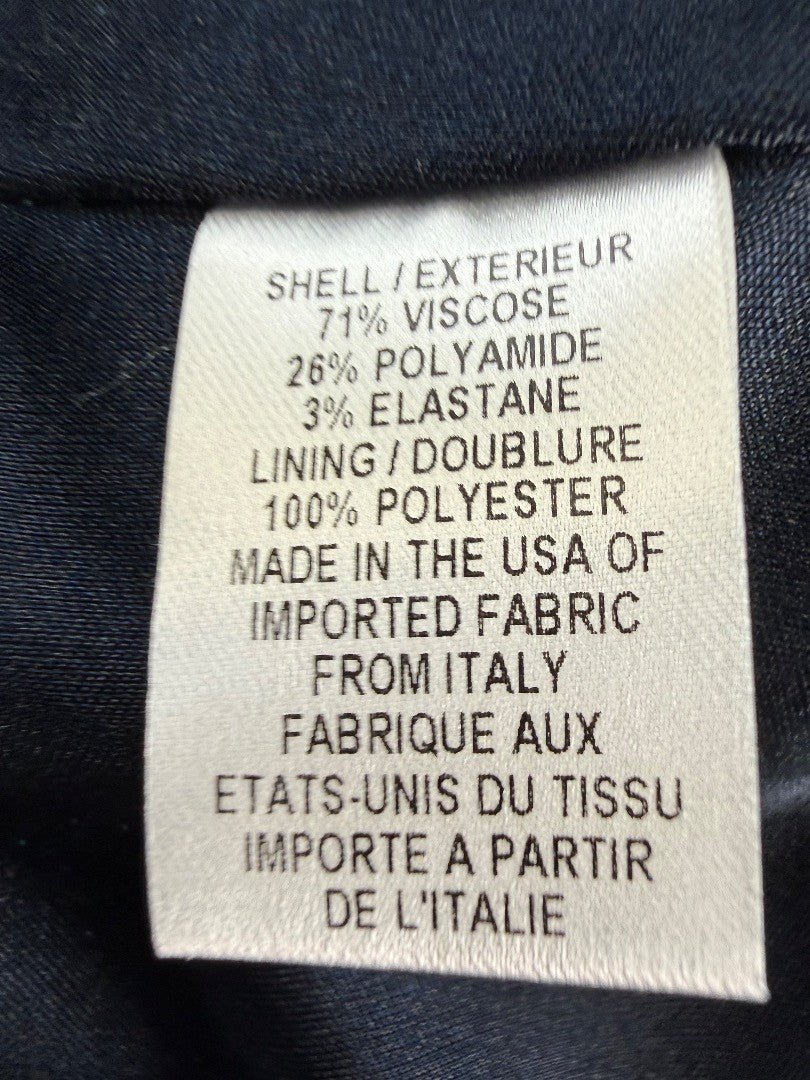 SHELL / EXTERIEUR
71% VISCOSE
26% POLYAMIDE
3% ELASTANE
LINING / DOUBLURE
100% POLYESTER
MADE IN THE USA OF
IMPORTED FABRIC
FROM ITALY
FABRIQUE AUX
ETATS-UNIS DU TISSU
IMPORTE A PARTIR
DE L'ITALIE